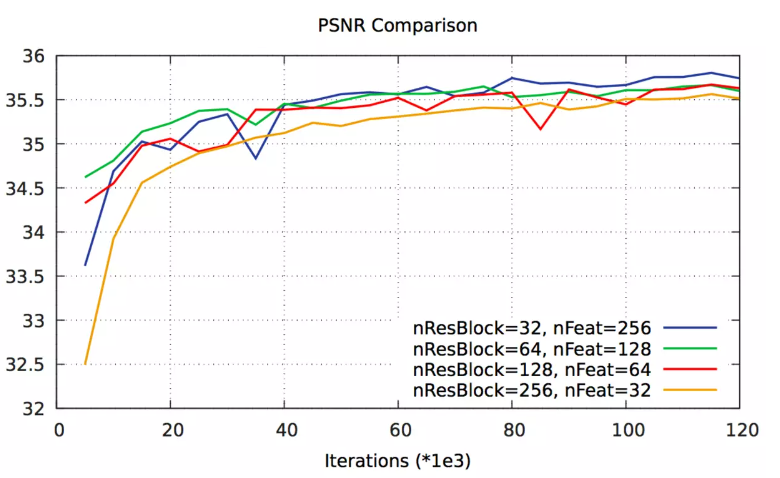 PSNR Comparison
36
35.5
35
34.5
34
33.5
33
32.5
32
nResBlock=32, nFeat=256
nResBlock=64, nFeat=128
nResBlock=128, nFeat=64
nResBlock=256, nFeat=32
0 20 40 60 80 100 120
Iterations (*1e3)